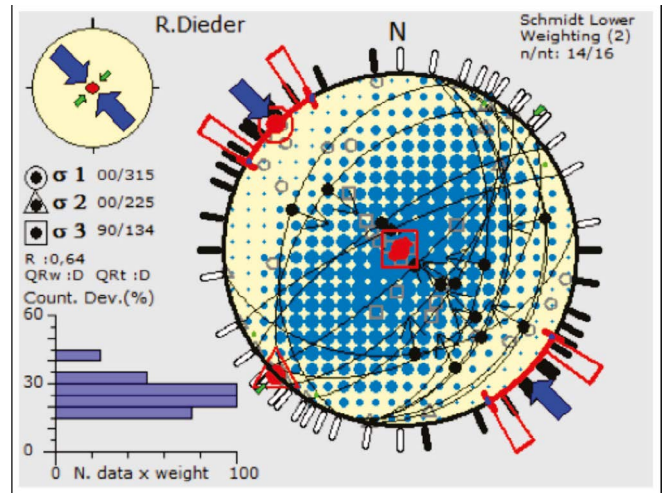 R.Dieder
N
Schmidt Lower
Weighting (2)
n/nt: 14/16
σ 1 00/315
σ 2 00/225
σ 3 90/134
R :0,64
QRw :D QRt :D
Count. Dev.(%)
60
30
0
0 N. data x weight 100